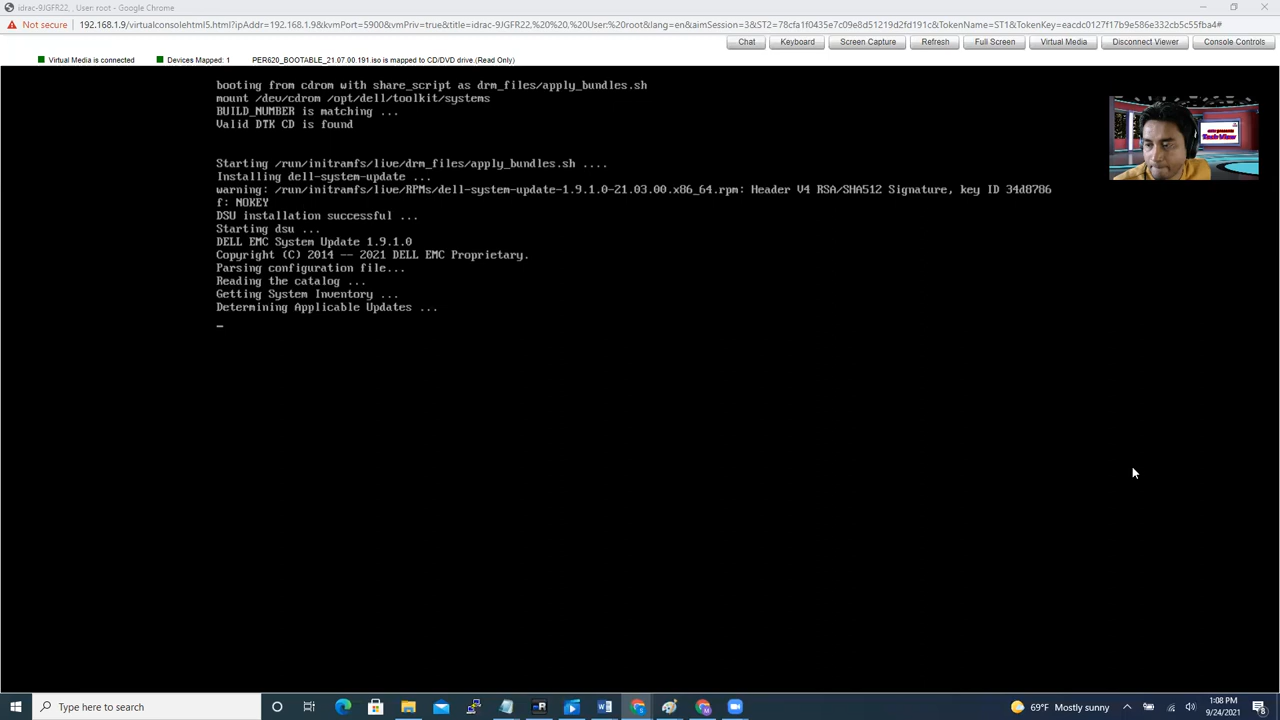 idrac-9JGFR22, , User: root - Google Chrome
Not secure 192.168.1.9/virtualconsolehtml5.html?ipAddr=192.168.1.9&kvmPort=5900&vmPriv=true&title=idrac-9JGFR22,%20%20,%20User:%20root&lang=en&aimSession=3&ST2=78cfa1f0435e7c09e8d51219d2fd191c&TokenName=ST1&TokenKey=eacdc0127f17b9e586e332cb5c55fba4#
Chat Keyboard Screen Capture Refresh Full Screen Virtual Media Disconnect Viewer Console Controls
Virtual Media is connected Devices Mapped: 1 PER620_BOOTABLE_21.07.00.191.iso is mapped to CD/DVD drive.(Read Only)
booting from cdrom with share_script as drm_files/apply_bundles.sh
mount /dev/cdrom /opt/dell/toolkit/systems
BUILD_NUMBER is matching ...
Valid DTK CD is found
Starting /run/initramfs/live/drm_files/apply_bundles.sh ....
Installing dell-system-update ...
warning: /run/initramfs/live/RPMs/dell-system-update-1.9.1.0-21.03.00.x86_64.rpm: Header V4 RSA/SHA512 Signature, key ID 34d8786
f: NOKEY
DSU installation successful ...
Starting dsu ...
DELL EMC System Update 1.9.1.0
Copyright (C) 2014 -- 2021 DELL EMC Proprietary.
Parsing configuration file...
Reading the catalog ...
Getting System Inventory ...
Determining Applicable Updates ...
_
Type here to search
69°F Mostly sunny
1:08 PM
9/24/2021